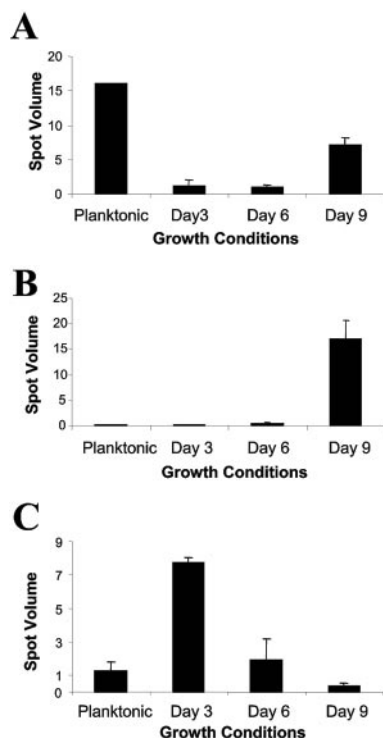 A
Spot Volume
20
15
10
5
0
Planktonic Day3 Day 6 Day 9
Growth Conditions
B
Spot Volume
25
20
15
10
5
0
Planktonic Day 3 Day 6 Day 9
Growth Conditions
C
Spot Volume
9
7
5
3
1
0
Planktonic Day 3 Day 6 Day 9
Growth Conditions